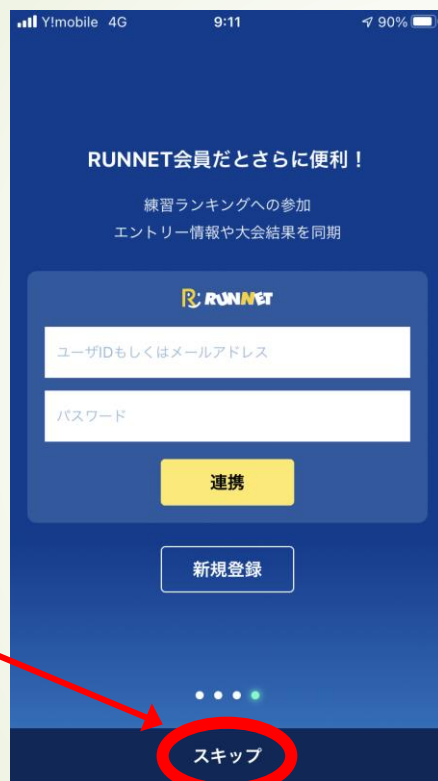 Y!mobile 4G 9:11 90%
RUNNET会員だとさらに便利！
練習ランキングへの参加
エントリー情報や大会結果を同期
R RUNNET
ユーザIDもしくはメールアドレス
パスワード
連携
新規登録
スキップ